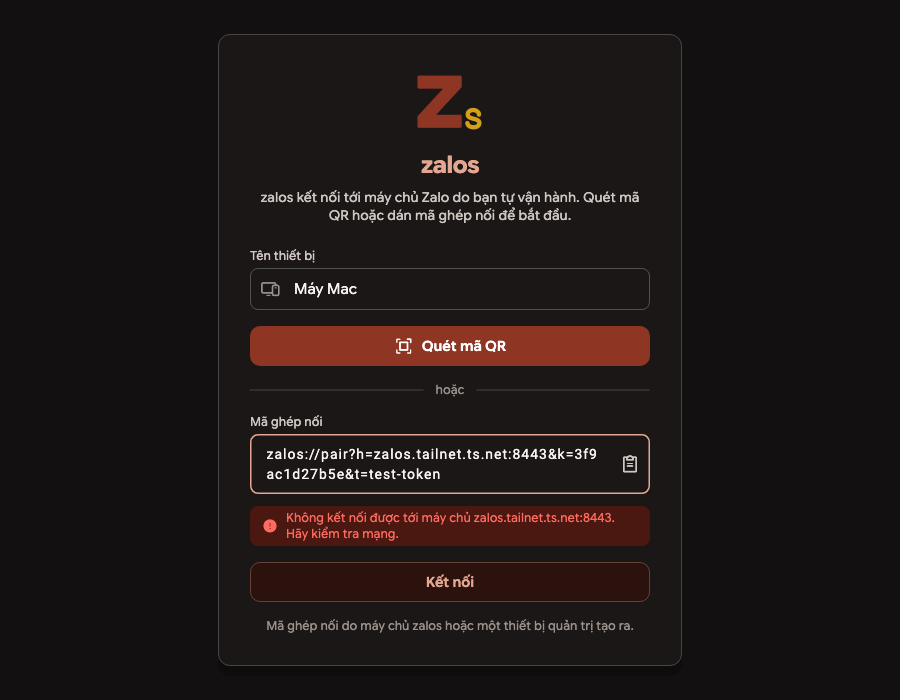 Zs
zalos
zalos kết nối tới máy chủ Zalo do bạn tự vận hành. Quét mã
QR hoặc dán mã ghép nối để bắt đầu.
Tên thiết bị
Máy Mac
Quét mã QR
hoặc
Mã ghép nối
zalos://pair?h=zalos.tailnet.ts.net:8443&k=3f9
ac1d27b5e&t=test-token
Không kết nối được tới máy chủ zalos.tailnet.ts.net:8443.
Hãy kiểm tra mạng.
Kết nối
Mã ghép nối do máy chủ zalos hoặc một thiết bị quản trị tạo ra.